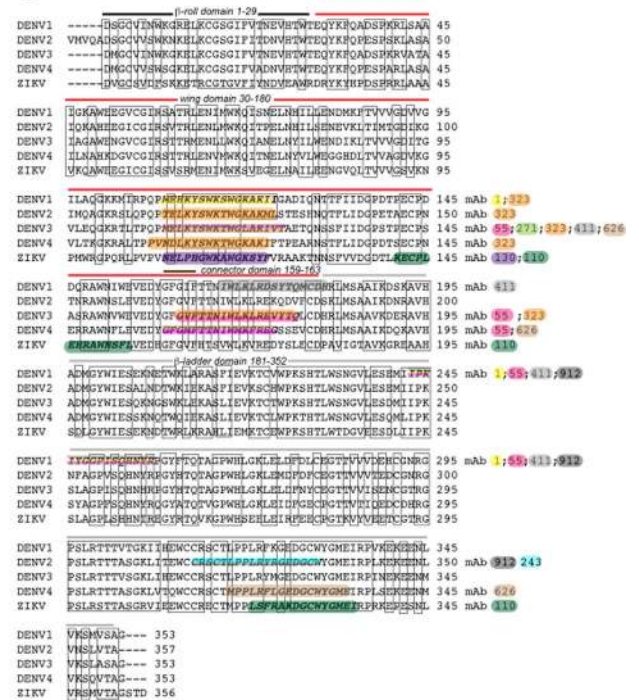 β-roll domain 1-29
DENV1 -----DSGCVINWKGRELKCGSGIFVTNEVHTWTEQYKFQADSPKRLSAA 45
DENV2 VMVQADSGCVVSWKNKELKCGSGIFITDNVHTWTEQYKFQPESPSKLASA 50
DENV3 -----DMGCVINWKGKELKCGSGIFVTNEVHTWTEQYKFQADSPKRLATA 45
DENV4 -----DMGCVVSWNGKELKCGSGIFVVDNVHTWTEQYKFQPESPARLASA 45
ZIKV -----DVGCSVDFSKKETRCGTGVFIYNDVEAWRDRYKYHPDSPRRLAAA 45
wing domain 30-180
DENV1 IGKAWEEGVCGIRSATRLENIMWKQISNELNHILLENDMKFTVVVGDVVG 95
DENV2 IQKAHEEGICGIRSVTRLENLMWKQITPELNHILSENEVKLTIMTGDIKG 100
DENV3 IAGAWENGVCGIRSTTRMENLLWKQIANELNYILWENNIKLTVVVGDIIG 95
DENV4 ILNAHKDGVCGIRSTTRLENVMWKQITNELNYVLWEGGHDLTVVAGDVKG 95
ZIKV VKQAWEEGICGISSVSRMENIMWKSVEGELNAILEENGVQLTVVVGSVKN 95
DENV1 ILAQGKKMIRPQPMEHKYSWKSWGKAKIIGADIQNTTFIIDGPDTPECPD 145 mAb 1;323
DENV2 IMQAGKRSLQPQPTELKYSWKTWGKAKMLSTESHNQTFLIDGPETAECPN 150 mAb 323
DENV3 VLEQGKRTLTPQPMELKYSWKTWGLAKIVTAETQNSSFIIDGPSTPECPS 145 mAb 55;271;323;411;626
DENV4 VLTKGKRALTPPVNDLKYSWKTWGKAKIFTPEARNSTFLIDGPDTSECPN 145 mAb 323
ZIKV PMWRGPQRLPVPVNELPHGWKAWGKSYFVRAAKTNNSFVVDGDTLKECPL 145 mAb 130;110
connector domain 159-163
DENV1 DQRAWNIWEVEDYGFGIFTTNIWLKLRDSYTQMCDHRLMSAAIKDSKAVH 195 mAb 411
DENV2 TNRAWNSLEVEDYGFGVFTTNIWLKLREKQDVFCDSKLMSAAIKDNRAVH 200
DENV3 ASRAWNVWEVEDYGFGVFTTNIWLKLREVYTQLCDHRLMSAAVKDERAVH 195 mAb 55 ;323
DENV4 ERRAWNFLEVEDYGFGMFTTNIWMKFREGSSEVCDHRLMSAAIKDQKAVH 195 mAb 55;626
ZIKV EHRAWNSFLVEDHGFGVFHTSVWLKVREDYSLECDPAVIGTAVKGREAAH 195 mAb 110
β-ladder domain 181-352
DENV1 ADMGYWIESEKNETWKLARASFIEVKTCVWPKSHTLWSNGVLESEMIIPK 245 mAb 1;55;411;912
DENV2 ADMGYWIESALNDTWKIEKASFIEVKSCHWPKSHTLWSNGVLESEMIIPK 250
DENV3 ADMGYWIESQKNGSWKLEKASLIEVKTCTWPKSHTLWSNGVLESDMIIPK 245
DENV4 ADMGYWIESSKNQTWQIEKASLIEVKTCLWPKTHTLWSNGVLESQMLIPK 245
ZIKV SDLGYWIESEKNDTWRLKRAHLIEMKTCEWPKSHTLWTDGVEESDLIIPK 245
DENV1 IYGGPISQHNYRPGYFTQTAGPWHLGKLELDFDLCEGTTVVVDEHCGNRG 295 mAb 1;55;411;912
DENV2 NFAGPVSQHNYRPGYHTQTAGPWHLGKLEMDFDFCEGTTVVVTEDCGNRG 300
DENV3 SLAGPISQHNHRPGYHTQTAGPWHLGKLELDFNYCEGTTVVISENCGTRG 295
DENV4 SYAGPFSQHNYRQGYATQTVGPWHLGKLEIDFGECPGTTVTIQEDCDHRG 295
ZIKV SLAGPLSHHNTREGYRTQVKGPWHSEELEIRFEECPGTKVYVEETCGTRG 295
DENV1 PSLRTTTVTGKIIHEWCCRSCTLPPLRFKGEDGCWYGMEIRPVKEKEENL 345
DENV2 PSLRTTTASGKLITEWCCRSCTLPPLRYRGEDGCWYGMEIRPLKEKEENL 350 mAb 912 243
DENV3 PSLRTTTVSGKLIHEWCCRSCTLPPLRYMGEDGCWYGMEIRPINEKEENM 345
DENV4 PSLRTTTASGKLVTQWCCRSCTMPPLRFLGEDGCWYGMEIRPLSEKEENM 345 mAb 626
ZIKV PSLRSTTASGRVIEEWCCRECTMPPLSFRAKDGCWYGMEIRPRKEPESNL 345 mAb 110
DENV1 VKSMVSAG--- 353
DENV2 VNSLVTA---- 357
DENV3 VKSLASAG--- 353
DENV4 VKSQVTAG--- 353
ZIKV VRSMVTAGSTD 356